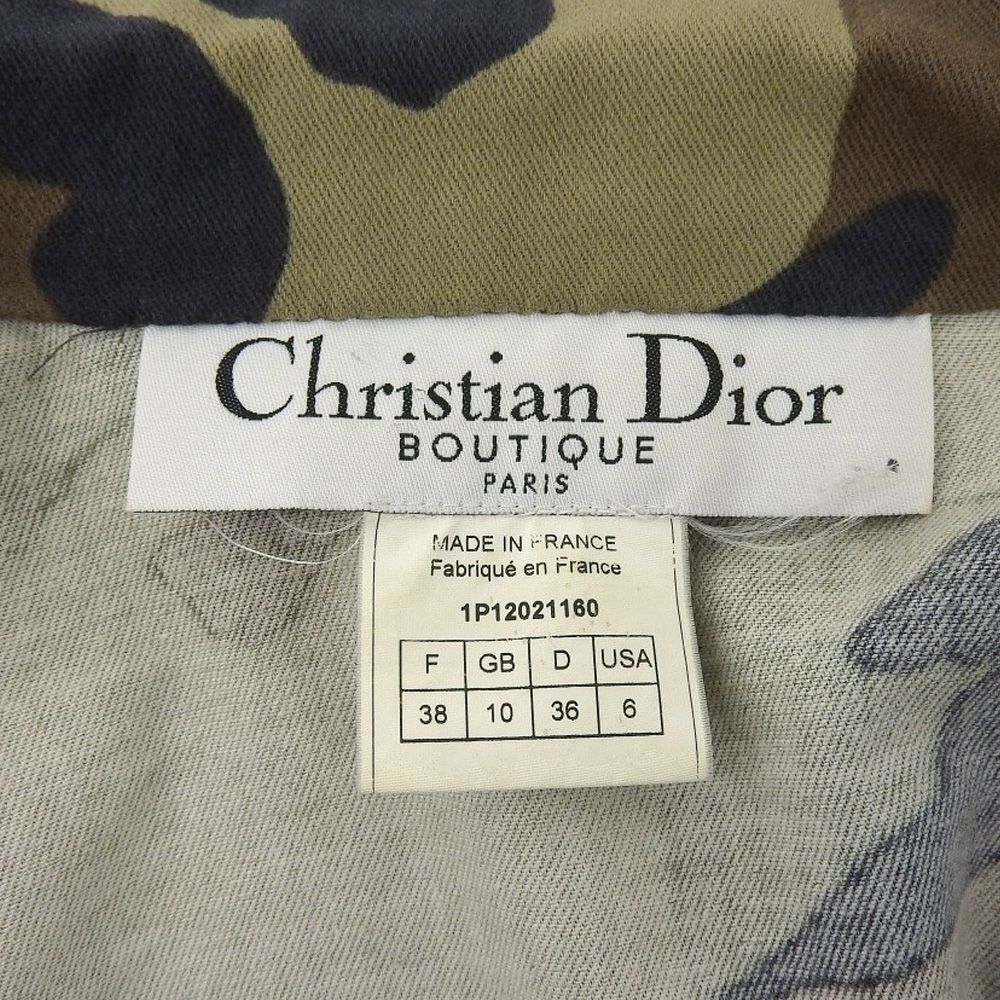 Christian Dior
BOUTIQUE
PARIS
MADE IN FRANCE
Fabriqué en France
1P12021160
F GB D USA
38 10 36 6